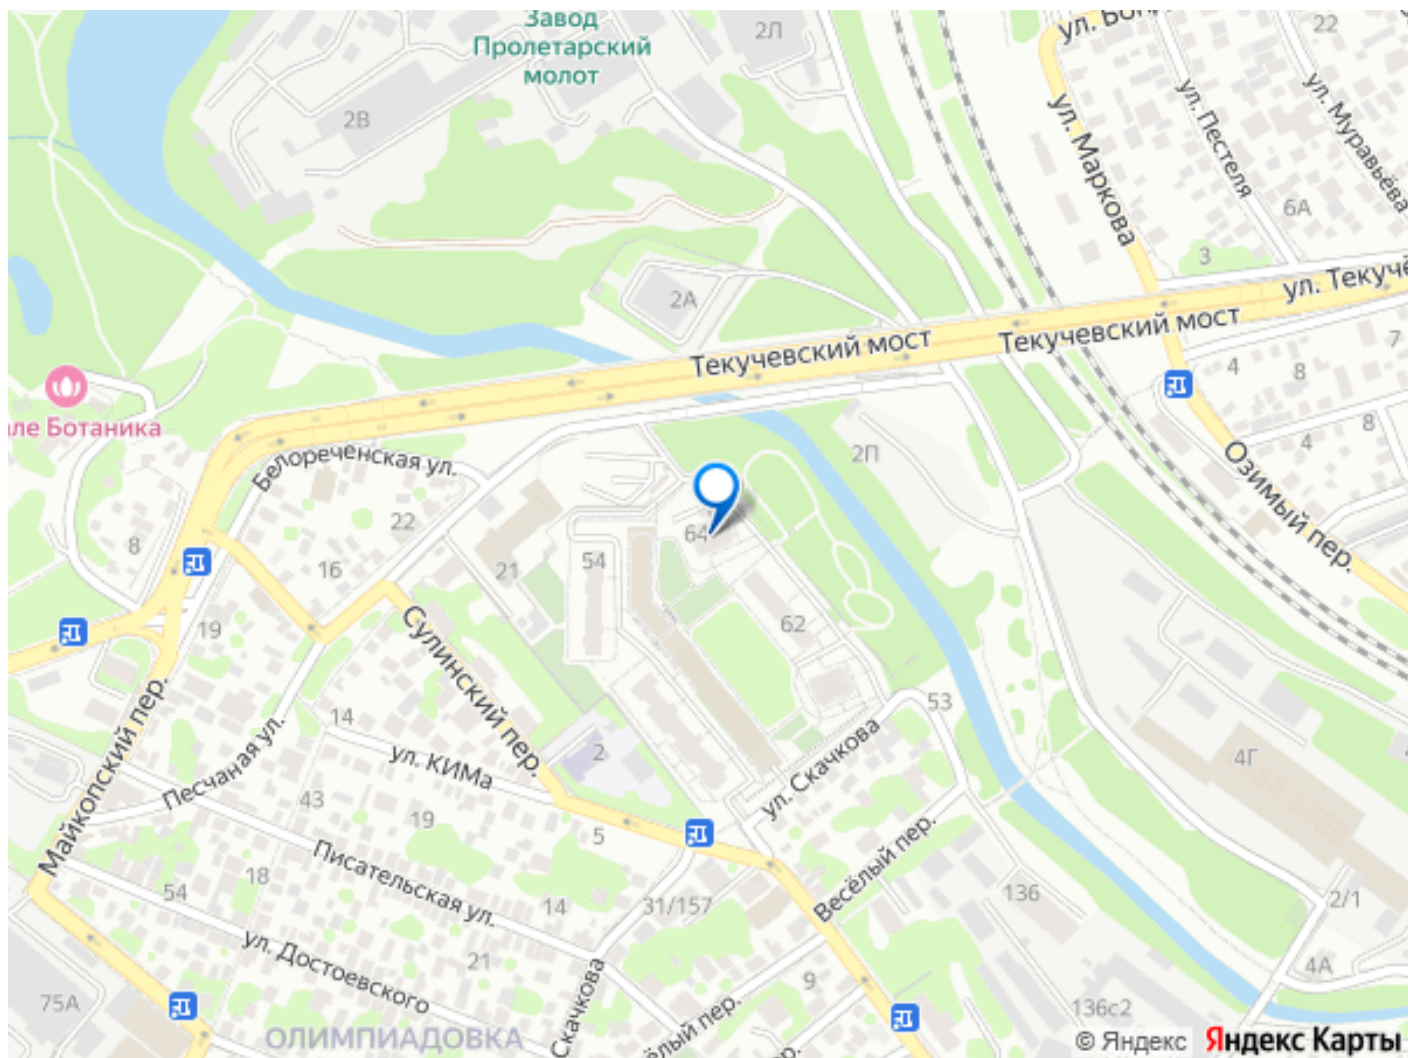 Завод
Пролетарский
молот
2Л
22
2В
ул. Маркова
ул. Пестеля
ул. Муравьёва
6А
3
2А
ул. Текучё
Текучевский мост
Текучевский мост
7
4
8
але Ботаника
8
4
Белореченская ул.
2П
Озимый пер.
22
64
8
16
21
54
19
62
Сулинский пер.
53
Майкопский пер.
14
2
4Г
Песчаная ул.
ул. КИМа
ул. Скачкова
43
19
5
Писательская ул.
Весёлый пер.
18
54
14
31/157
136
2/1
ул. Достоевского
21
Скачкова
9
4А
75А
136с2
ОЛИМПИАДОВКА
ёлый пер.
© Яндекс Яндекс Карты